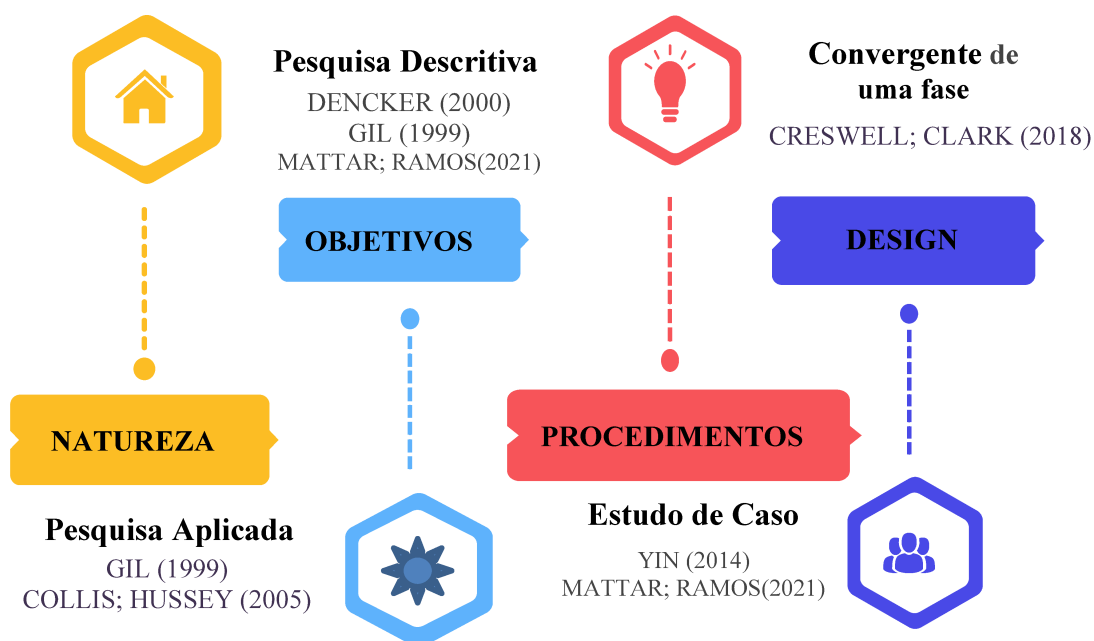 Pesquisa Descritiva
DENCKER (2000)
GIL (1999)
MATTAR; RAMOS(2021)
OBJETIVOS
Convergente de
uma fase
CRESWELL; CLARK (2018)
DESIGN
NATUREZA
Pesquisa Aplicada
GIL (1999)
COLLIS; HUSSEY (2005)
PROCEDIMENTOS
Estudo de Caso
YIN (2014)
MATTAR; RAMOS(2021)